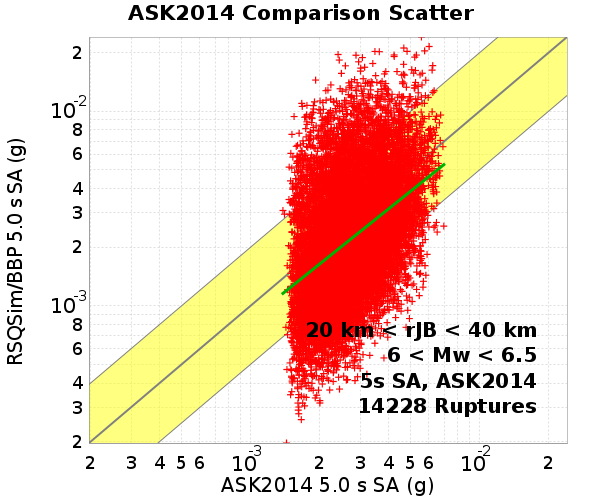 ASK2014 Comparison Scatter
RSQSim/BBP 5.0 s SA (g)
2
10-2
8
6
4
3
2
10-3
8
6
4
3
2
20 km < rJB < 40 km
6 < Mw < 6.5
5s SA, ASK2014
14228 Ruptures
2 3 4 5 6 10-3 2 3 4 5 6 10-2 2
ASK2014 5.0 s SA (g)